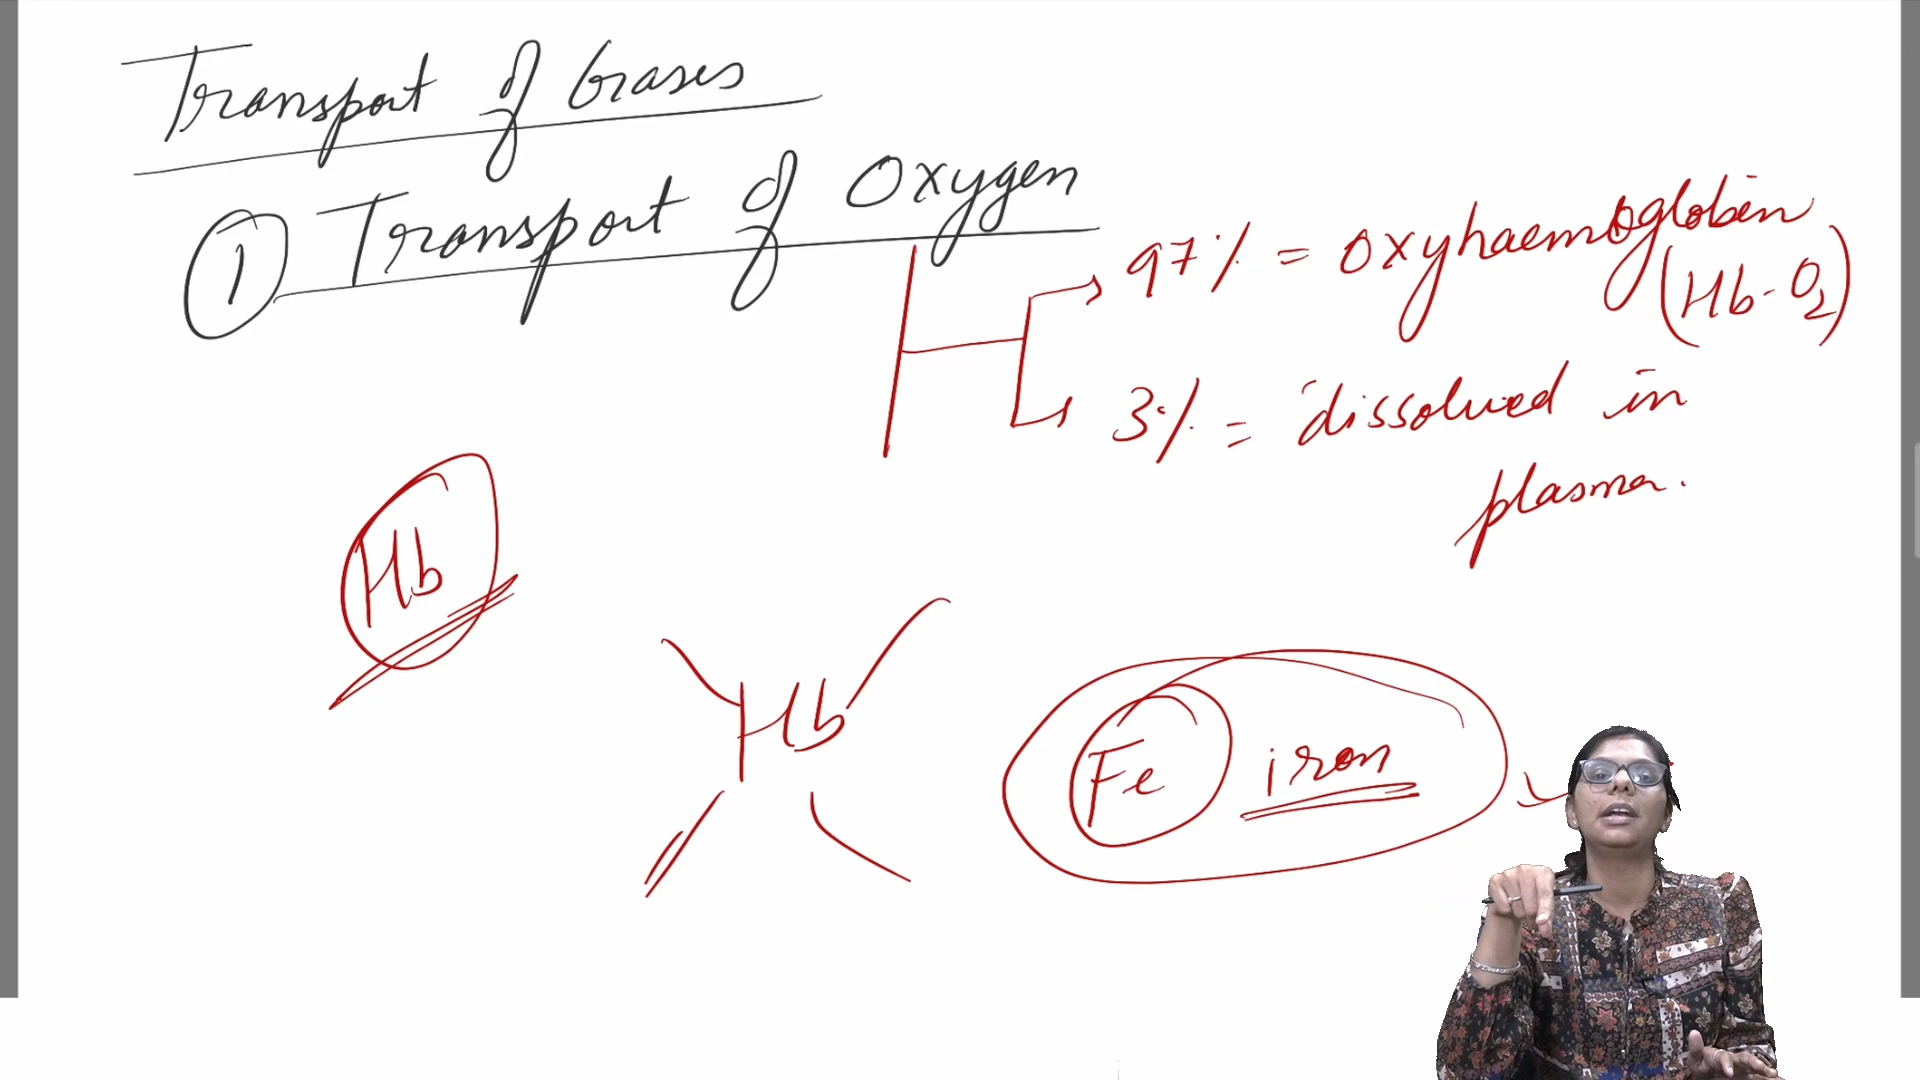 Transport of Gases
① Transport of Oxygen
97% = Oxyhaemoglobin
(Hb-O₂)
3% = dissolved in
plasma.
Hb
Hb
Fe iron